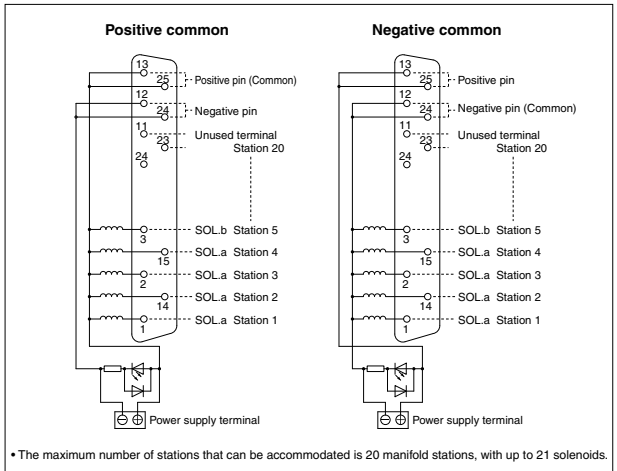 Positive common
13
25
Positive pin (Common)
12
24
Negative pin
11
Unused terminal
23
Station 20
24
SOL.b Station 5
3
SOL.a Station 4
15
SOL.a Station 3
2
SOL.a Station 2
14
SOL.a Station 1
1
Power supply terminal
Negative common
13
25
Positive pin
12
24
Negative pin (Common)
11
Unused terminal
23
Station 20
24
SOL.b Station 5
3
SOL.a Station 4
15
SOL.a Station 3
2
SOL.a Station 2
14
SOL.a Station 1
1
Power supply terminal
• The maximum number of stations that can be accommodated is 20 manifold stations, with up to 21 solenoids.